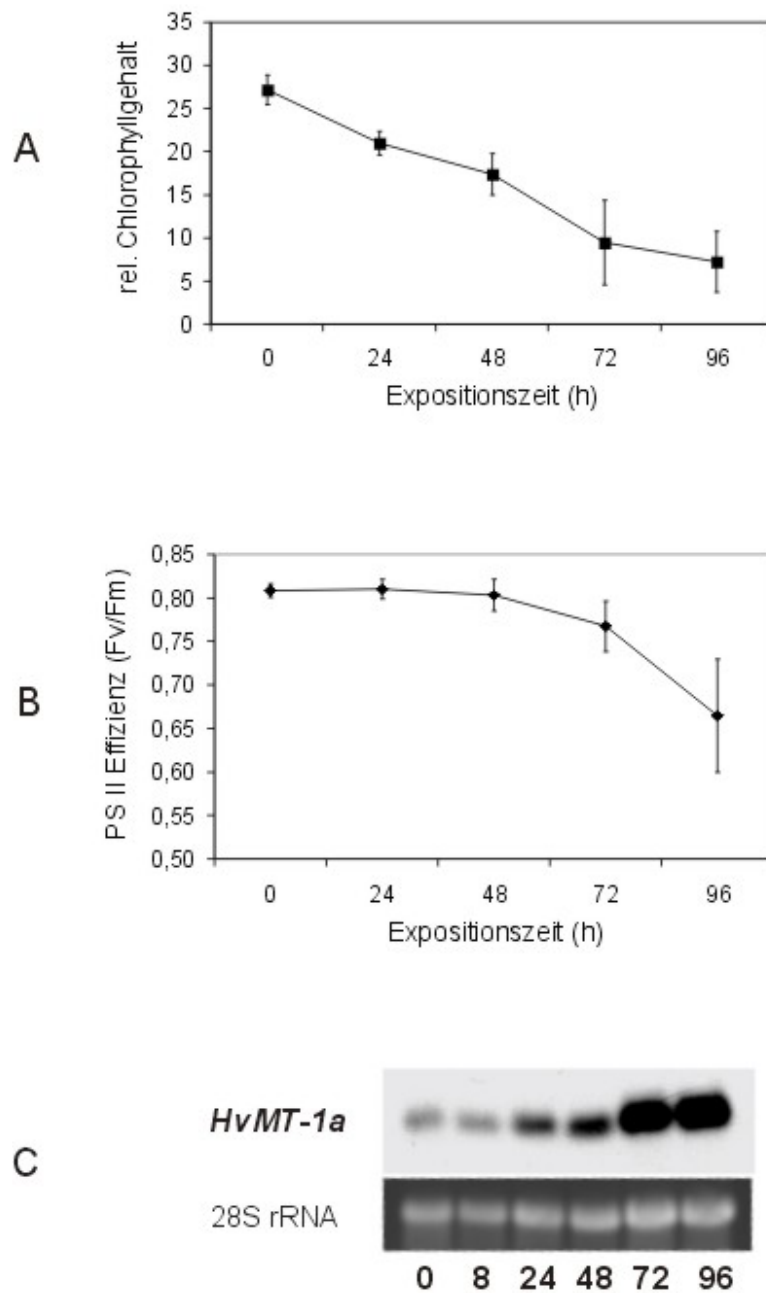 A
rel. Chlorophyllgehalt
35
30
25
20
15
10
5
0
0 24 48 72 96
Expositionszeit (h)
B
PS II Effizienz (Fv/Fm)
0,85
0,80
0,75
0,70
0,65
0,60
0,55
0,50
0 24 48 72 96
Expositionszeit (h)
C
HvMT-1a
28S rRNA
0 8 24 48 72 96